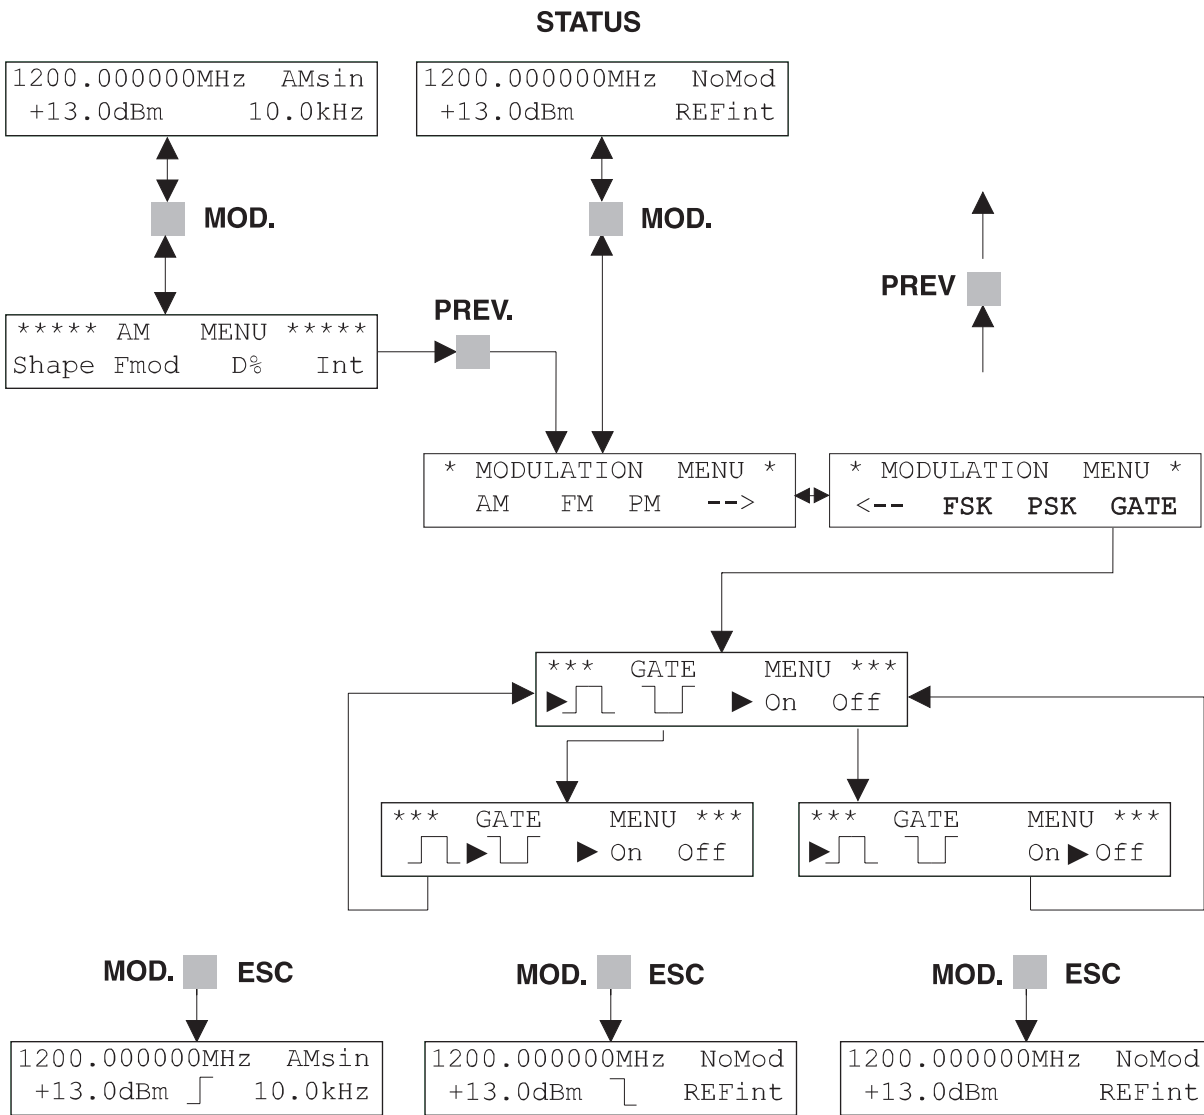 STATUS
1200.000000MHz AMsin
+13.0dBm 10.0kHz
1200.000000MHz NoMod
+13.0dBm REFint
MOD.
MOD.
PREV
PREV.
***** AM MENU *****
Shape Fmod D% Int
* MODULATION MENU *
AM FM PM -->
* MODULATION MENU *
<-- FSK PSK GATE
*** GATE MENU ***
On Off
*** GATE MENU ***
On Off
*** GATE MENU ***
On Off
MOD. ESC
MOD. ESC
MOD. ESC
1200.000000MHz AMsin
+13.0dBm 10.0kHz
1200.000000MHz NoMod
+13.0dBm REFint
1200.000000MHz NoMod
+13.0dBm REFint